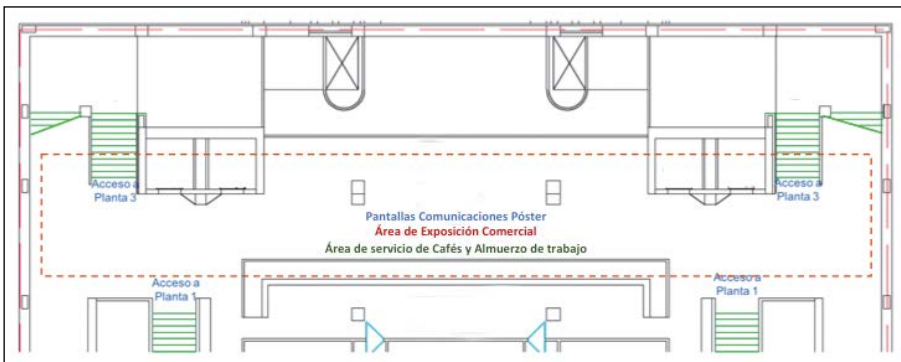 Acceso a
Planta 3
Acceso a
Planta 3
Pantallas Comunicaciones Póster
Área de Exposición Comercial
Área de servicio de Cafés y Almuerzo de trabajo
Acceso a
Planta 1
Acceso a
Planta 1